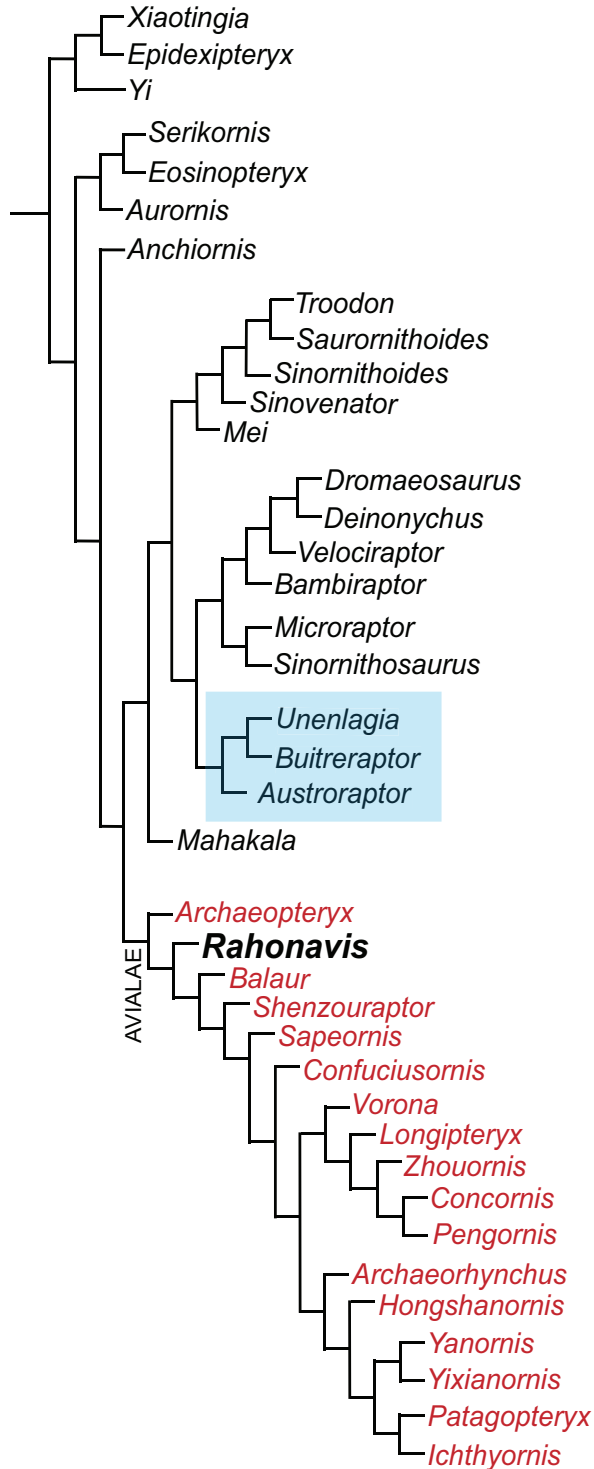 Xiaotingia
Epidexipteryx
Yi
Serikornis
Eosinopteryx
Aurornis
Anchiornis
Troodon
Saurornithoides
Sinornithoides
Sinovenator
Mei
Dromaeosaurus
Deinonychus
Velociraptor
Bambiraptor
Microraptor
Sinornithosaurus
Unenlagia
Buitreraptor
Austroraptor
Mahakala
Archaeopteryx
AVIALAE
Rahonavis
Balaur
Shenzouraptor
Sapeornis
Confuciusornis
Vorona
Longipteryx
Zhouornis
Concornis
Pengornis
Archaeorhynchus
Hongshanornis
Yanornis
Yixianornis
Patagopteryx
Ichthyornis